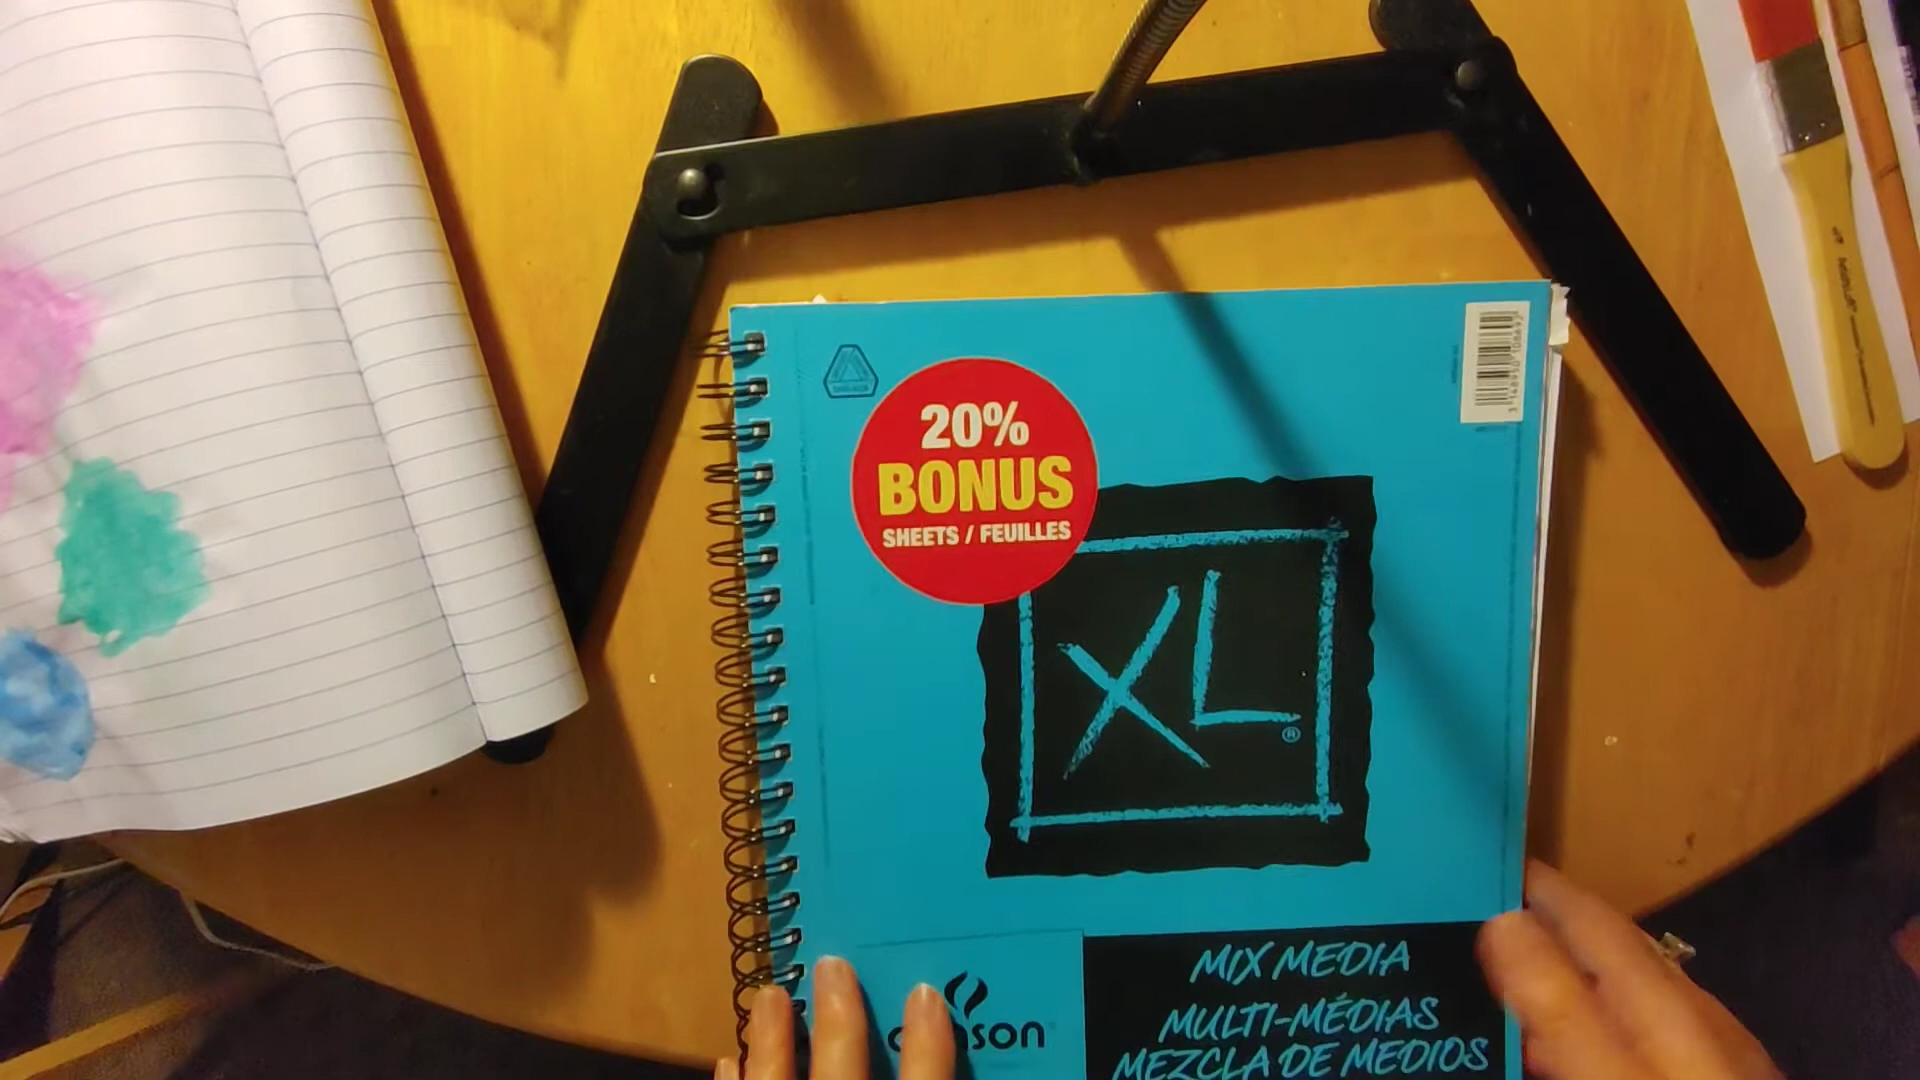 20%
BONUS
SHEETS / FEUILLES
XL®
MIX MEDIA
MULTI-MÉDIAS
MEZCLA DE MEDIOS